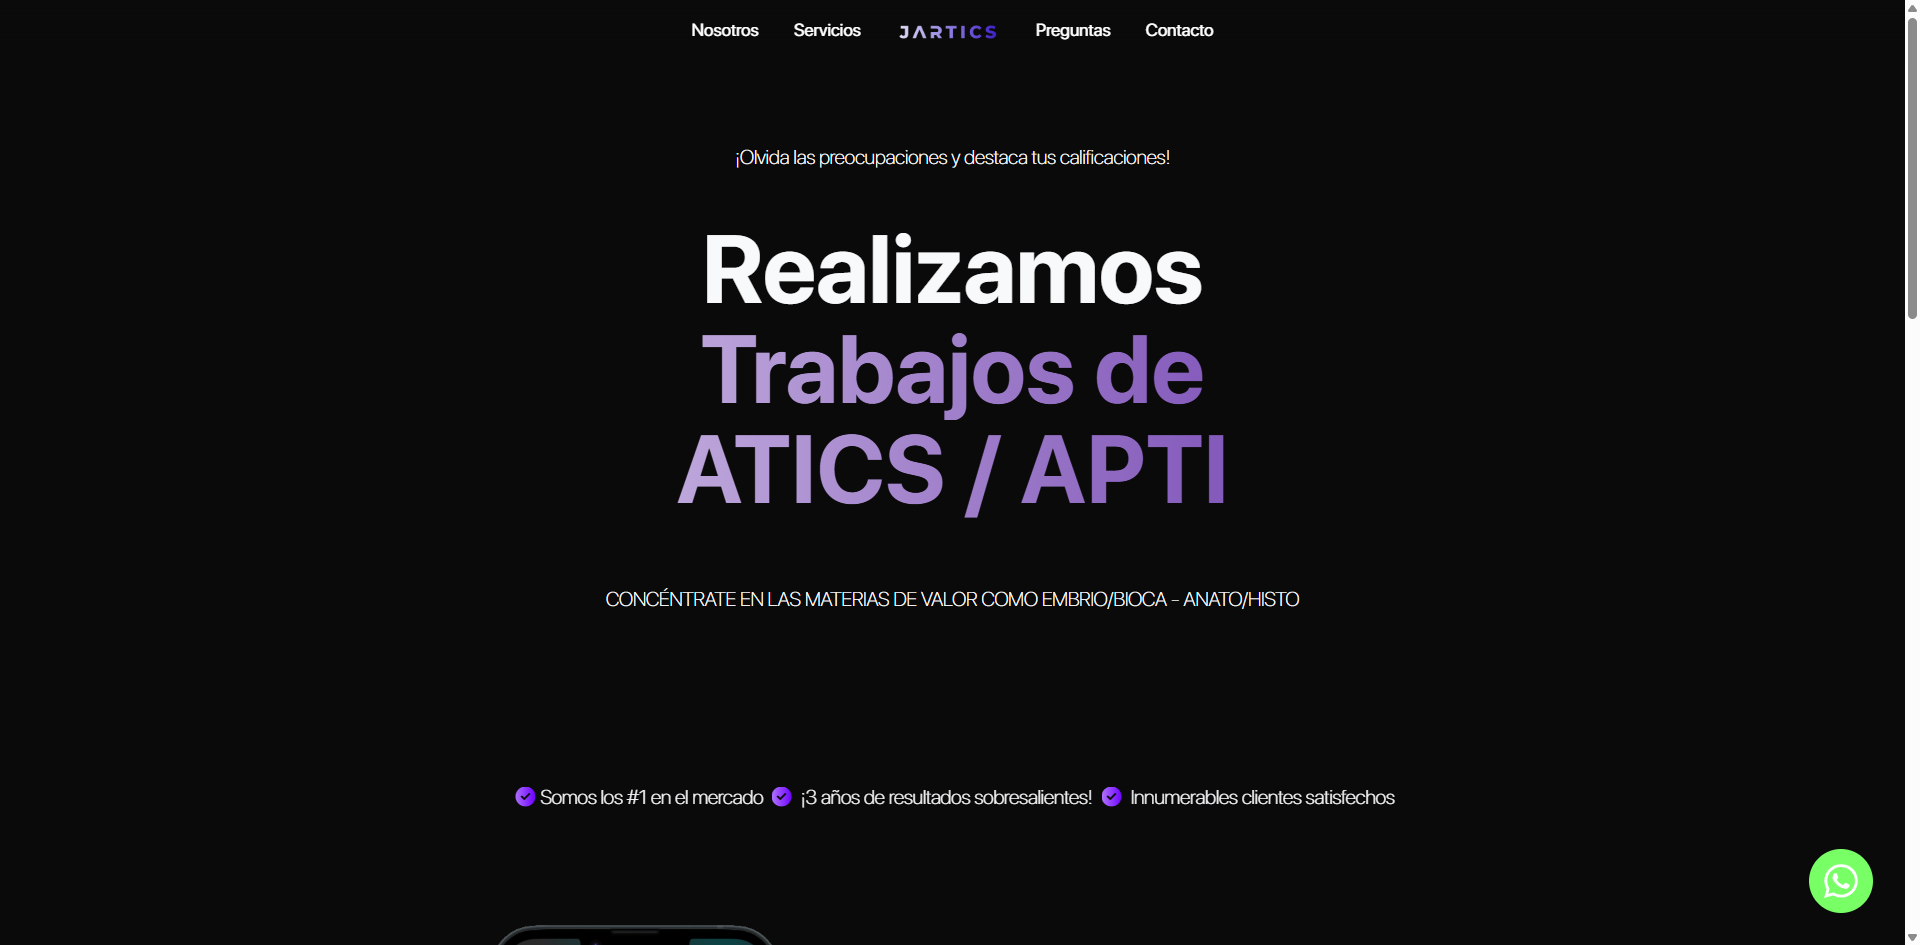 Nosotros Servicios JARTICS Preguntas Contacto
¡Olvida las preocupaciones y destaca tus calificaciones!
Realizamos
Trabajos de
ATICS / APTI
CONCÉNTRATE EN LAS MATERIAS DE VALOR COMO EMBRIO/BIOCA - ANATO/HISTO
Somos los #1 en el mercado ¡3 años de resultados sobresalientes! Innumerables clientes satisfechos